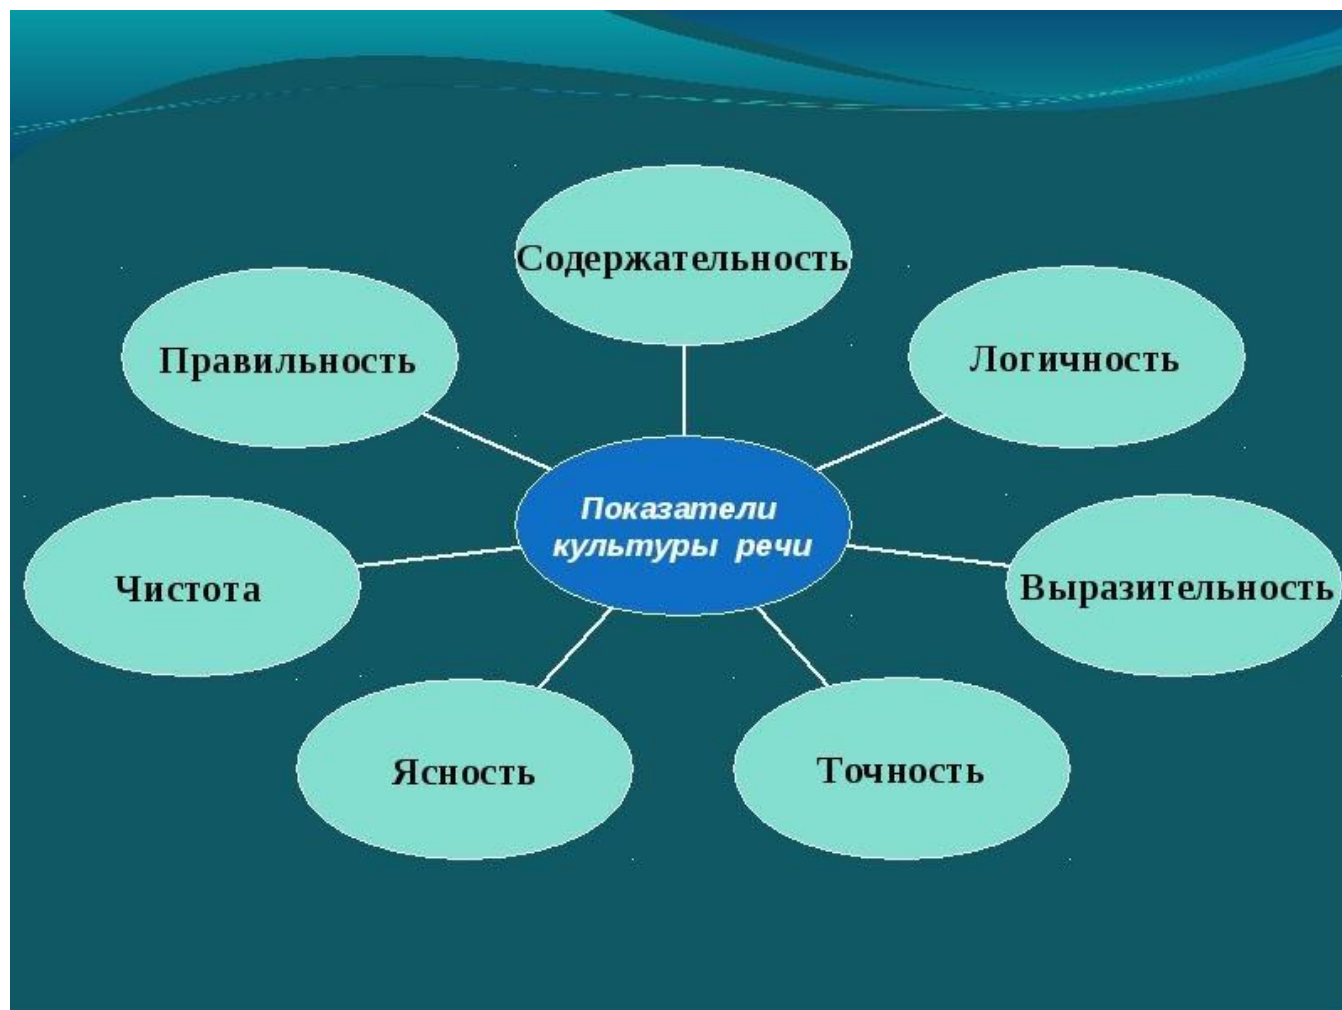 Содержательность
Правильность
Логичность
Показатели
культуры речи
Чистота
Выразительность
Ясность
Точность